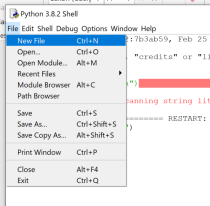 Python 3.8.2 Shell
File Edit Shell Debug Options Window Help
New File Ctrl+N
Open... Ctrl+O
Open Module... Alt+M
Recent Files
Module Browser Alt+C
Path Browser
Save Ctrl+S
Save As... Ctrl+Shift+S
Save Copy As... Alt+Shift+S
Print Window Ctrl+P
Close Alt+F4
Exit Ctrl+Q
:7b3ab59, Feb 25
"credits" or "li
")
canning string lit
======== RESTART:
")